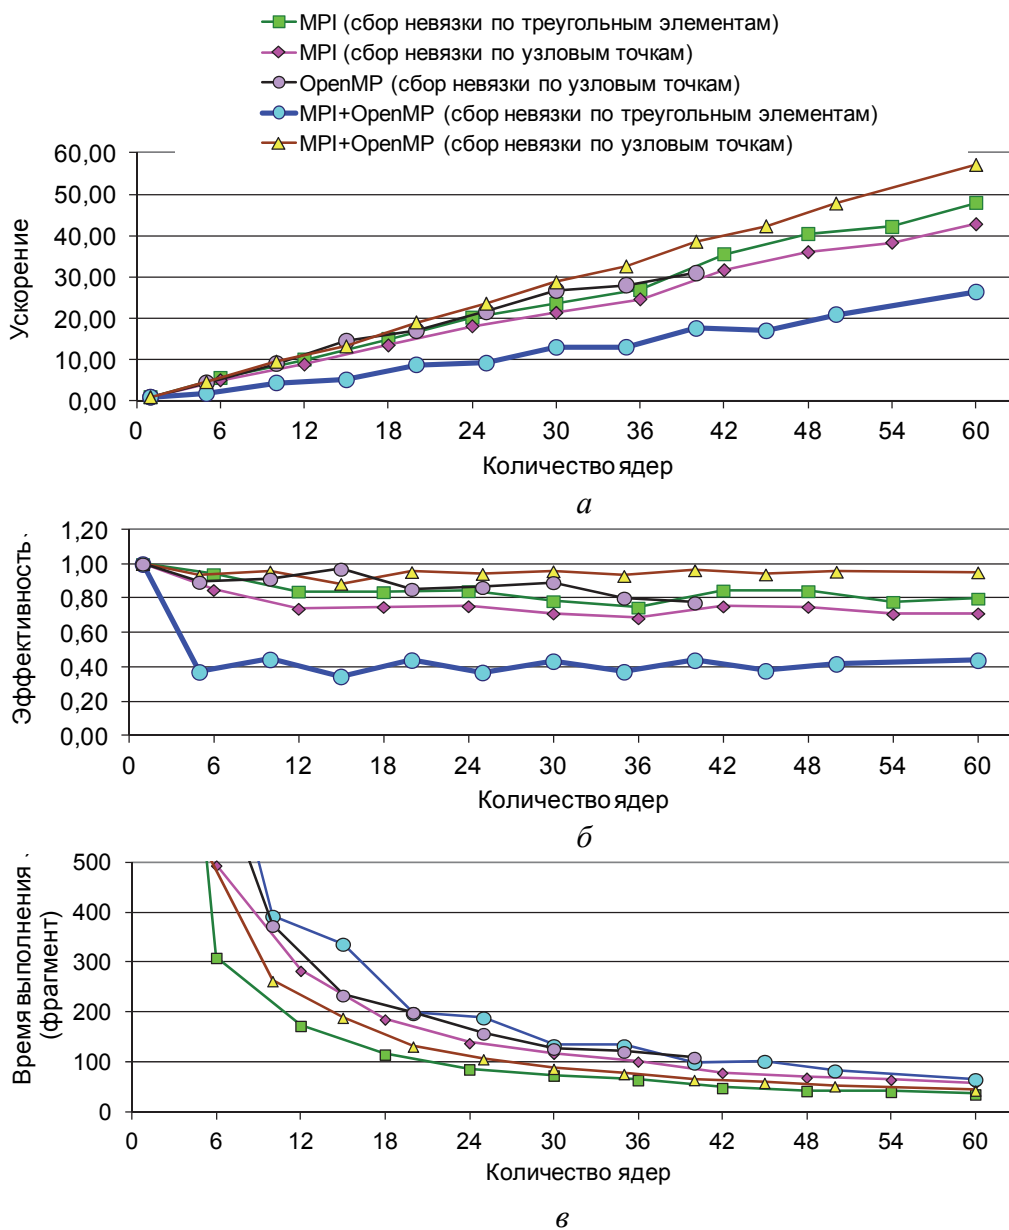 MPI (сбор невязки по треугольным элементам)
MPI (сбор невязки по узловым точкам)
OpenMP (сбор невязки по узловым точкам)
MPI+OpenMP (сбор невязки по треугольным элементам)
MPI+OpenMP (сбор невязки по узловым точкам)
Ускорение
60,00
50,00
40,00
30,00
20,00
10,00
0,00
0 6 12 18 24 30 36 42 48 54 60
Количество ядер
а
Эффективность
1,20
1,00
0,80
0,60
0,40
0,20
0,00
0 6 12 18 24 30 36 42 48 54 60
Количество ядер
б
Время выполнения
(фрагмент)
500
400
300
200
100
0
0 6 12 18 24 30 36 42 48 54 60
Количество ядер
в